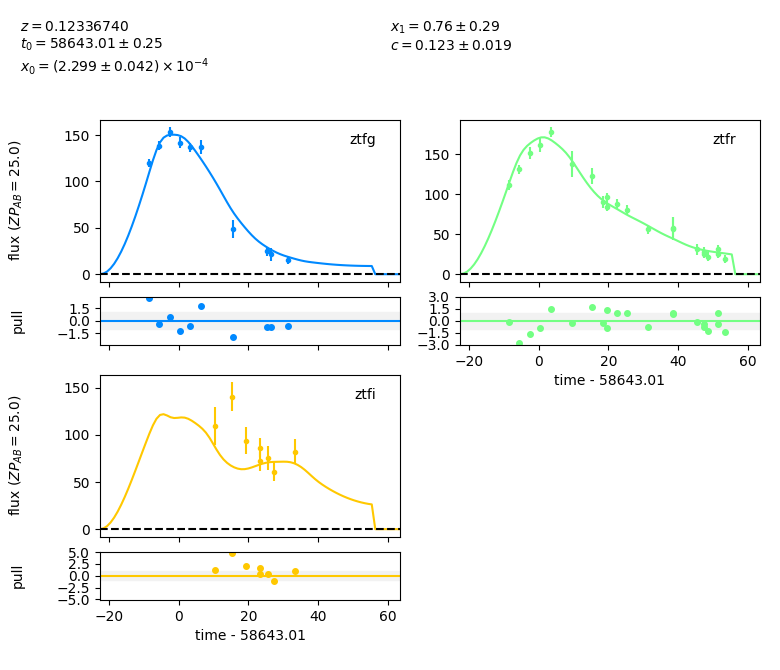 z = 0.12336740
t₀ = 58643.01 ± 0.25
x₀ = (2.299 ± 0.042) × 10⁻⁴
x₁ = 0.76 ± 0.29
c = 0.123 ± 0.019
flux (ZP_AB = 25.0)
150
100
50
0
ztfg
150
100
50
0
ztfr
pull
1.5
0.0
−1.5
3.0
1.5
0.0
−1.5
−3.0
−20 0 20 40 60
time - 58643.01
flux (ZP_AB = 25.0)
150
100
50
0
ztfi
pull
5.0
2.5
0.0
−2.5
−5.0
−20 0 20 40 60
time - 58643.01